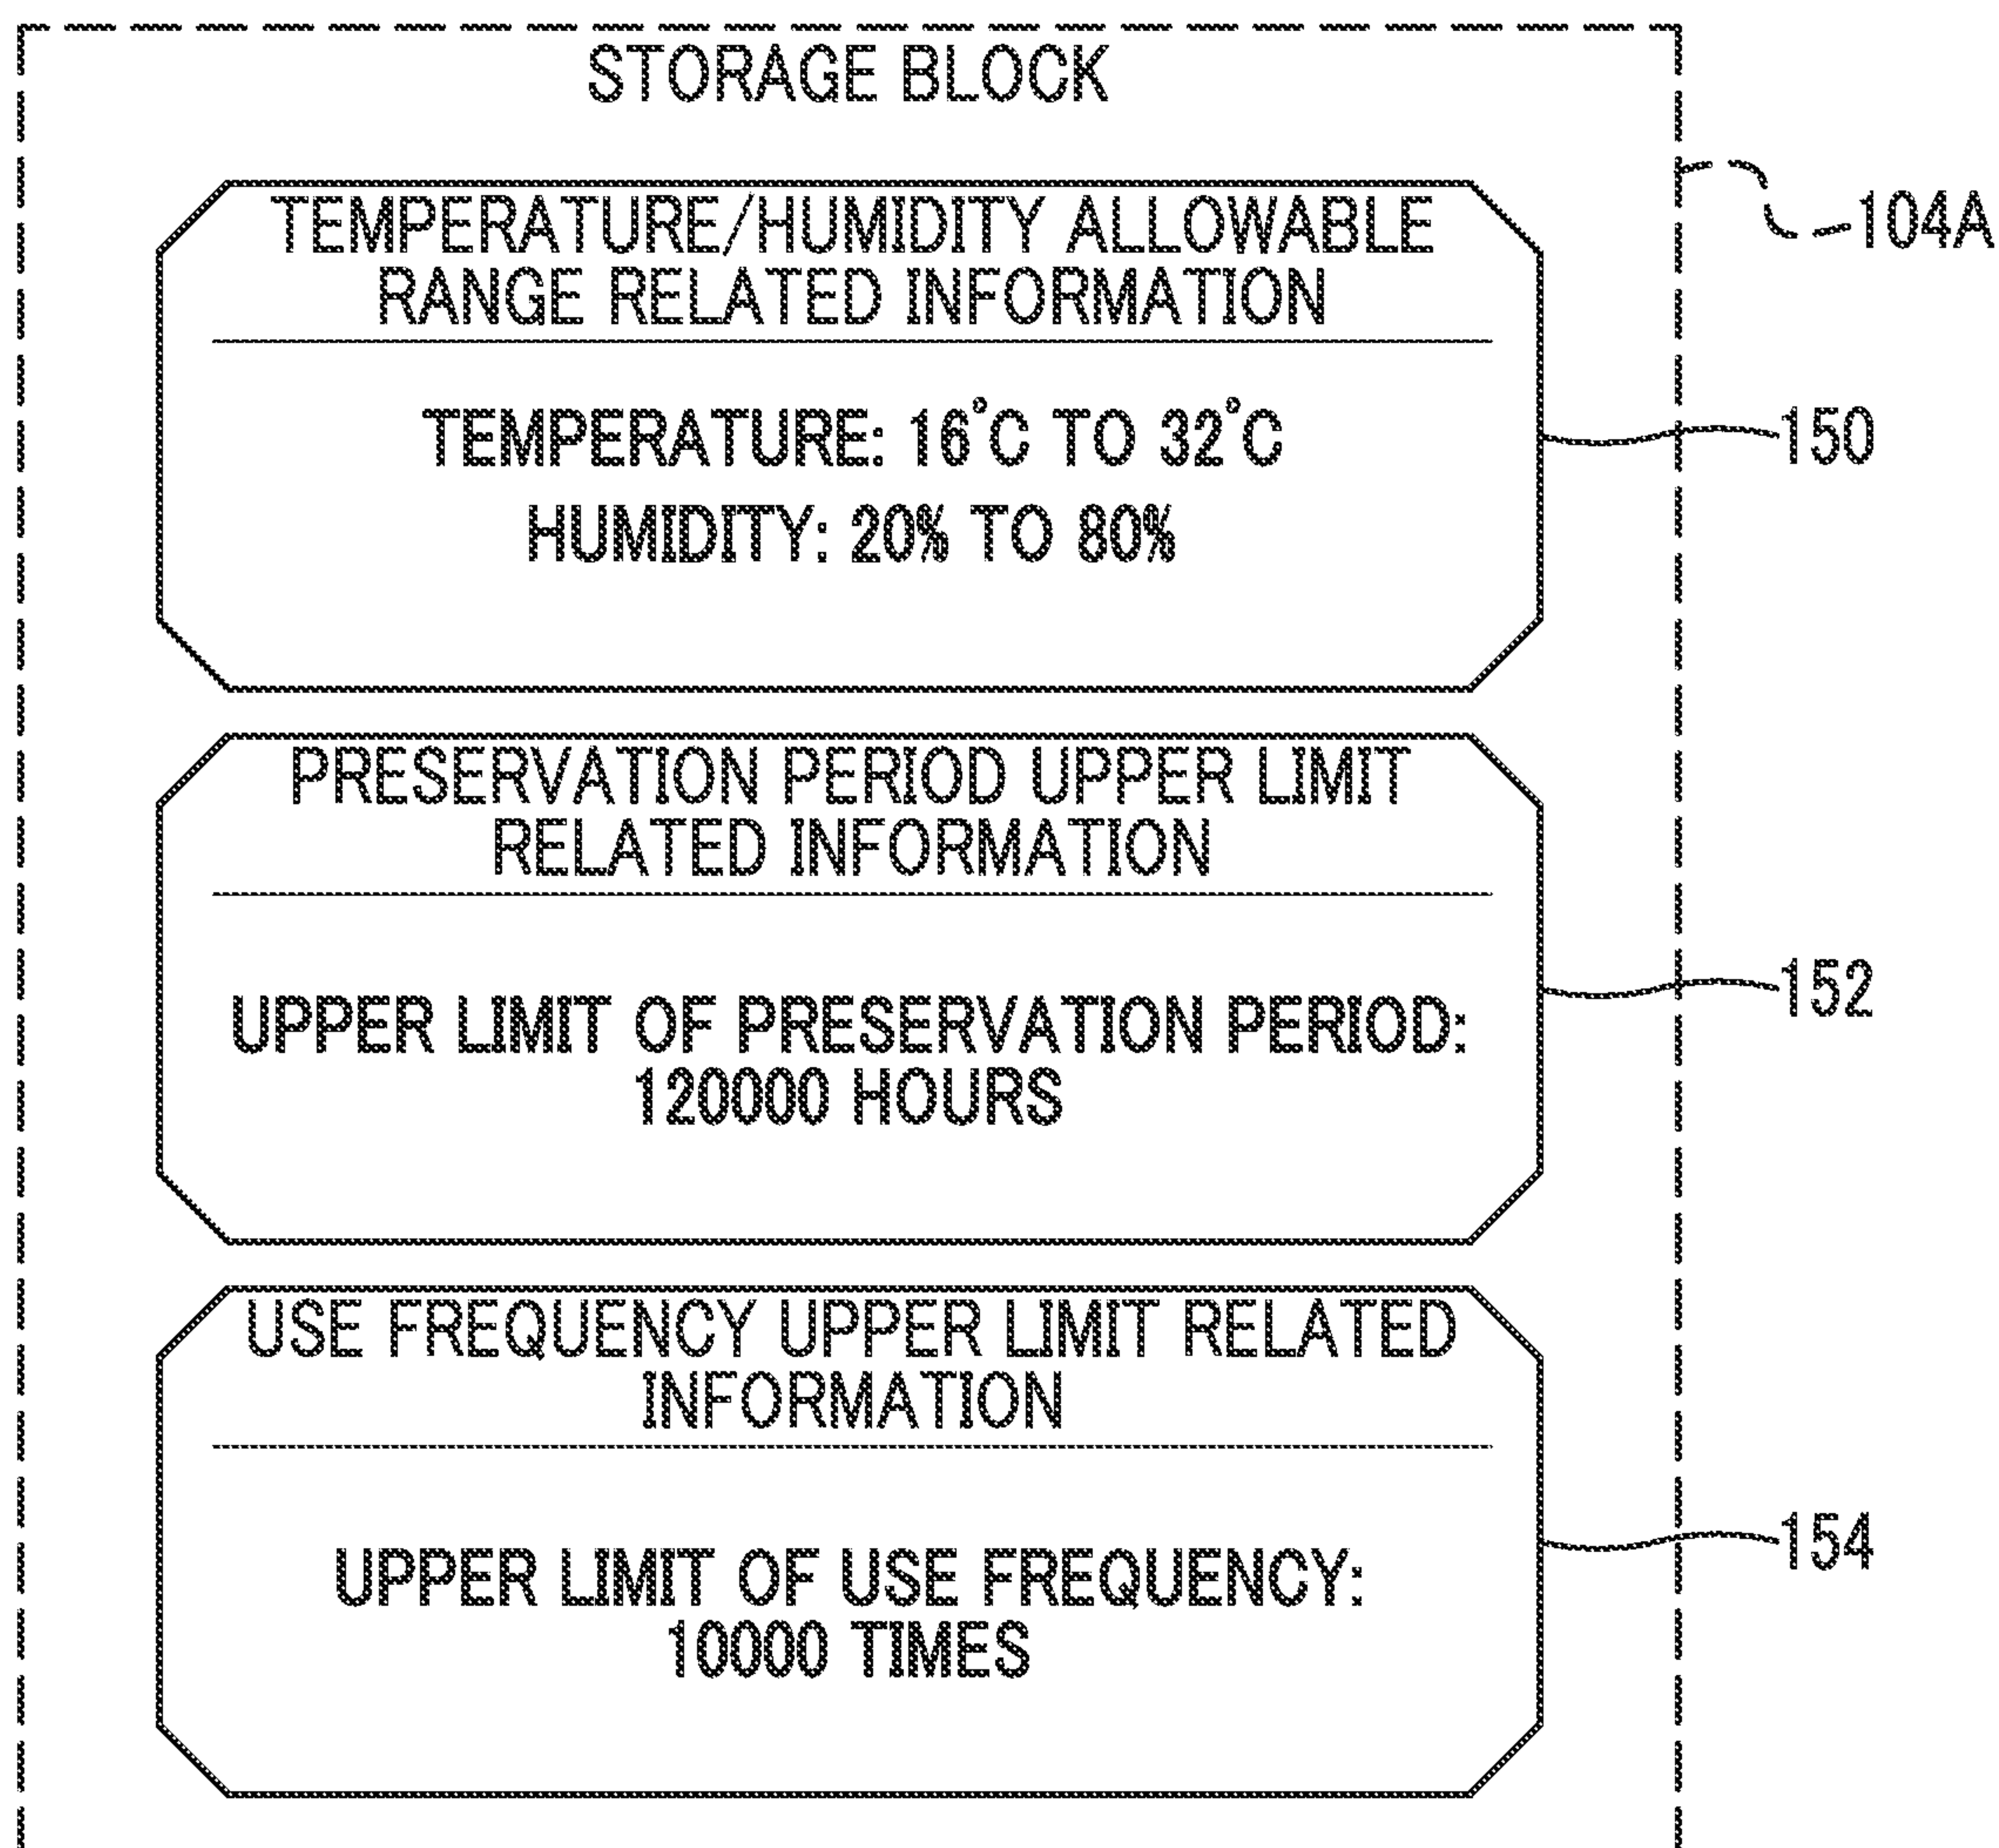 STORAGE BLOCK
104A
TEMPERATURE/HUMIDITY ALLOWABLE
RANGE RELATED INFORMATION
TEMPERATURE: 16°C TO 32°C
HUMIDITY: 20% TO 80%
150
PRESERVATION PERIOD UPPER LIMIT
RELATED INFORMATION
UPPER LIMIT OF PRESERVATION PERIOD:
120000 HOURS
152
USE FREQUENCY UPPER LIMIT RELATED
INFORMATION
UPPER LIMIT OF USE FREQUENCY:
10000 TIMES
154